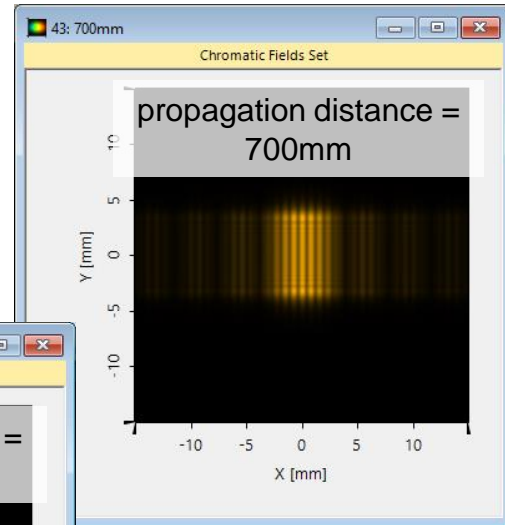 43: 700mm
Chromatic Fields Set
propagation distance =
700mm
10
5
0
-5
-10
Y [mm]
-10 -5 0 5 10
X [mm]
=